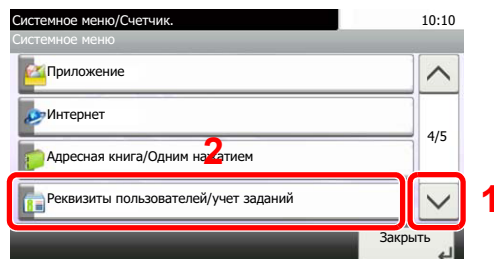 Системное меню/Счетчик. 10:10
Системное меню
Приложение
Интернет
4/5
2
Адресная книга/Одним нажатием
Реквизиты пользователей/учет заданий
1
Закрыть